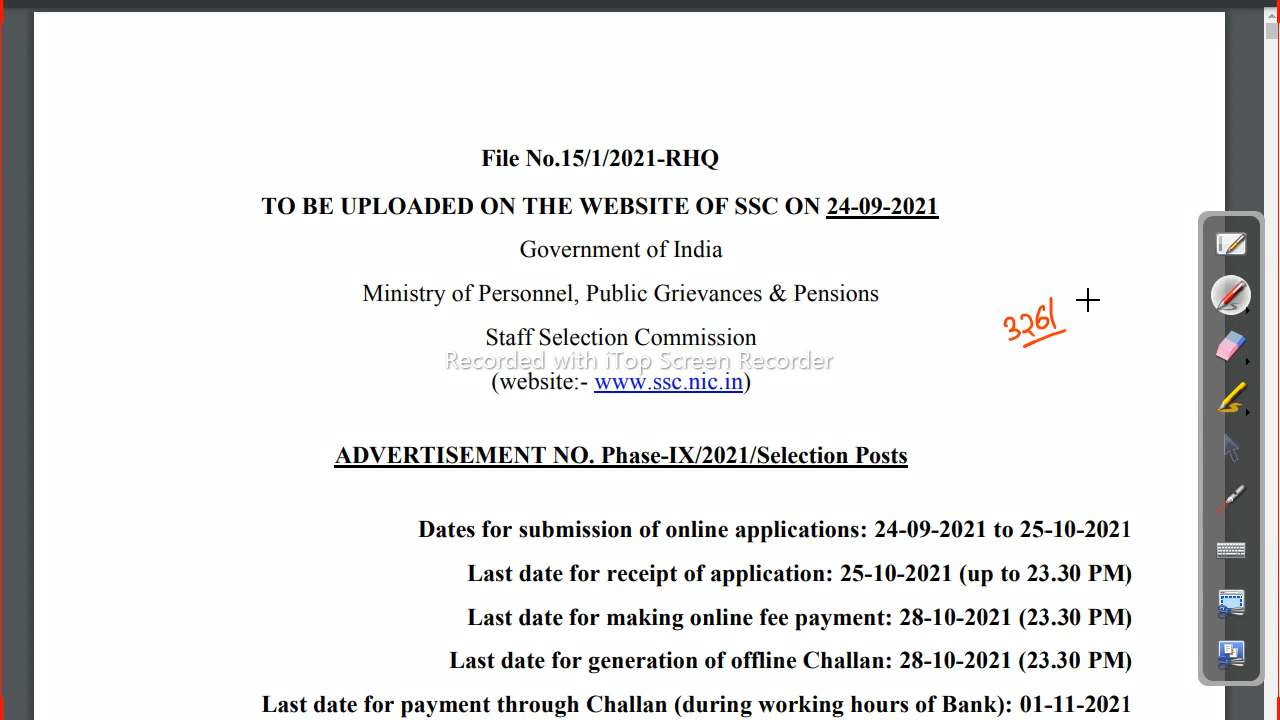 File No.15/1/2021-RHQ
TO BE UPLOADED ON THE WEBSITE OF SSC ON 24-09-2021
Government of India
Ministry of Personnel, Public Grievances & Pensions
3261
Staff Selection Commission
Recorded with iTop Screen Recorder
(website:- www.ssc.nic.in)
ADVERTISEMENT NO. Phase-IX/2021/Selection Posts
Dates for submission of online applications: 24-09-2021 to 25-10-2021
Last date for receipt of application: 25-10-2021 (up to 23.30 PM)
Last date for making online fee payment: 28-10-2021 (23.30 PM)
Last date for generation of offline Challan: 28-10-2021 (23.30 PM)
Last date for payment through Challan (during working hours of Bank): 01-11-2021